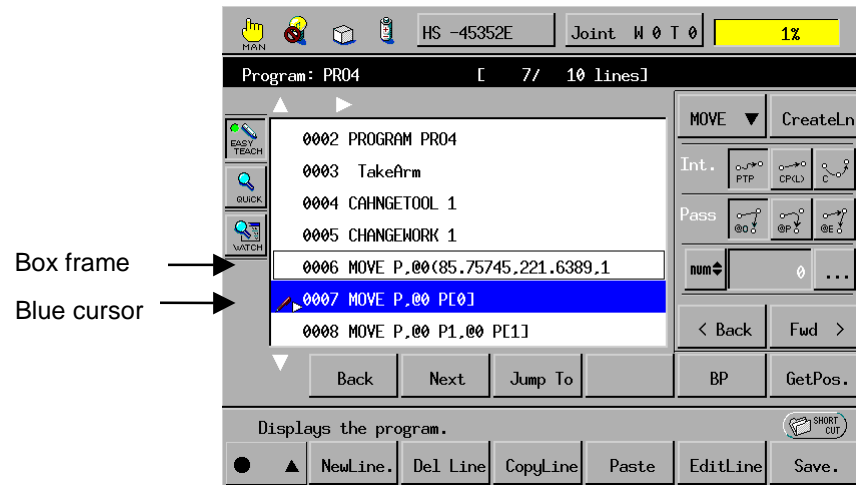 MAN
HS -45352E
Joint W 0 T 0
1%
Program: PRO4 [ 7/ 10 lines]
MOVE ▼
CreateLn
EASY TEACH
0002 PROGRAM PRO4
0003 TakeArm
Int.
PTP
CP(L)
C
QUICK
0004 CAHNGETOOL 1
Pass
@0
@P
@E
WATCH
0005 CHANGEWORK 1
Box frame
0006 MOVE P,@0(85.75745,221.6389,1
num
0
...
Blue cursor
0007 MOVE P,@0 P[0]
0008 MOVE P,@0 P1,@0 P[1]
< Back
Fwd >
Back
Next
Jump To
BP
GetPos.
Displays the program.
SHORT CUT
NewLine.
Del Line
CopyLine
Paste
EditLine
Save.